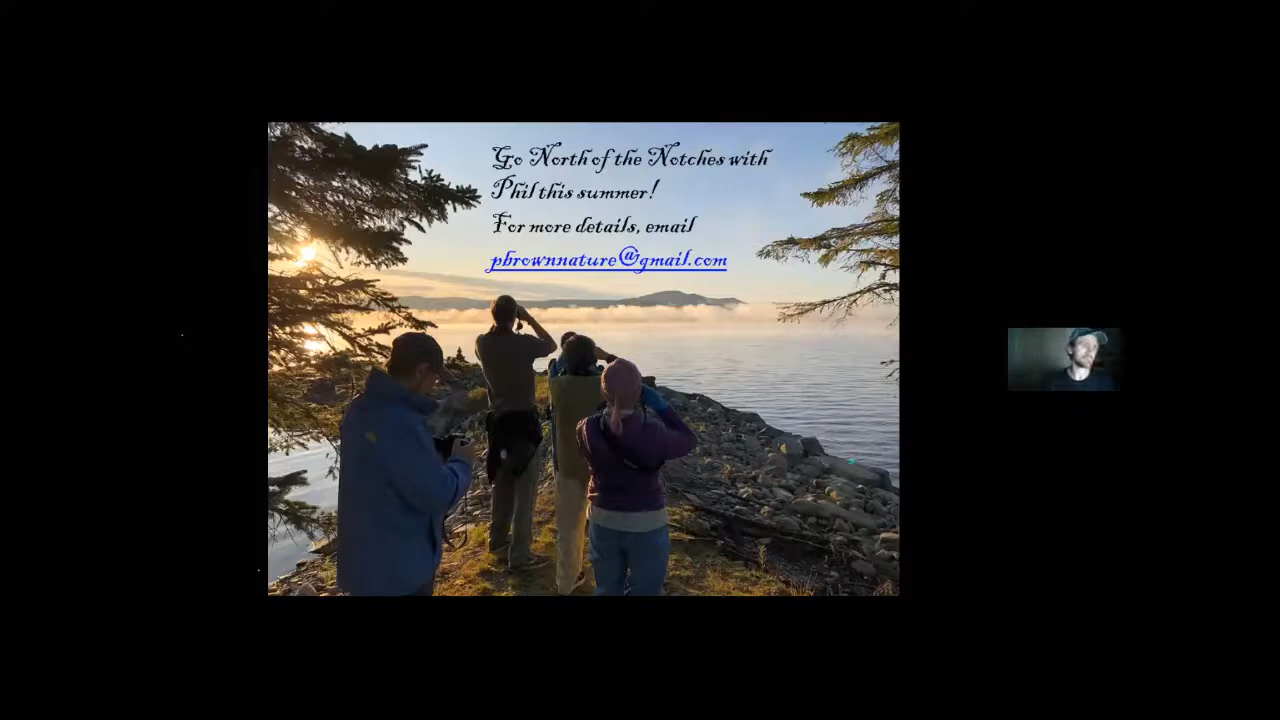 Go North of the Notches with
Phil this summer!
For more details, email
pbrownnature@gmail.com